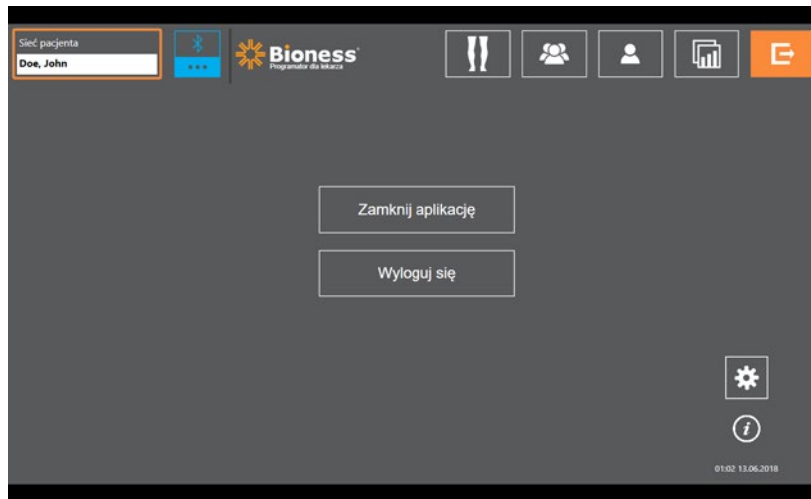 Sieć pacjenta
Doe, John
Bioness
Programator dla lekarza
Zamknij aplikację
Wyloguj się
01:02 13.06.2018